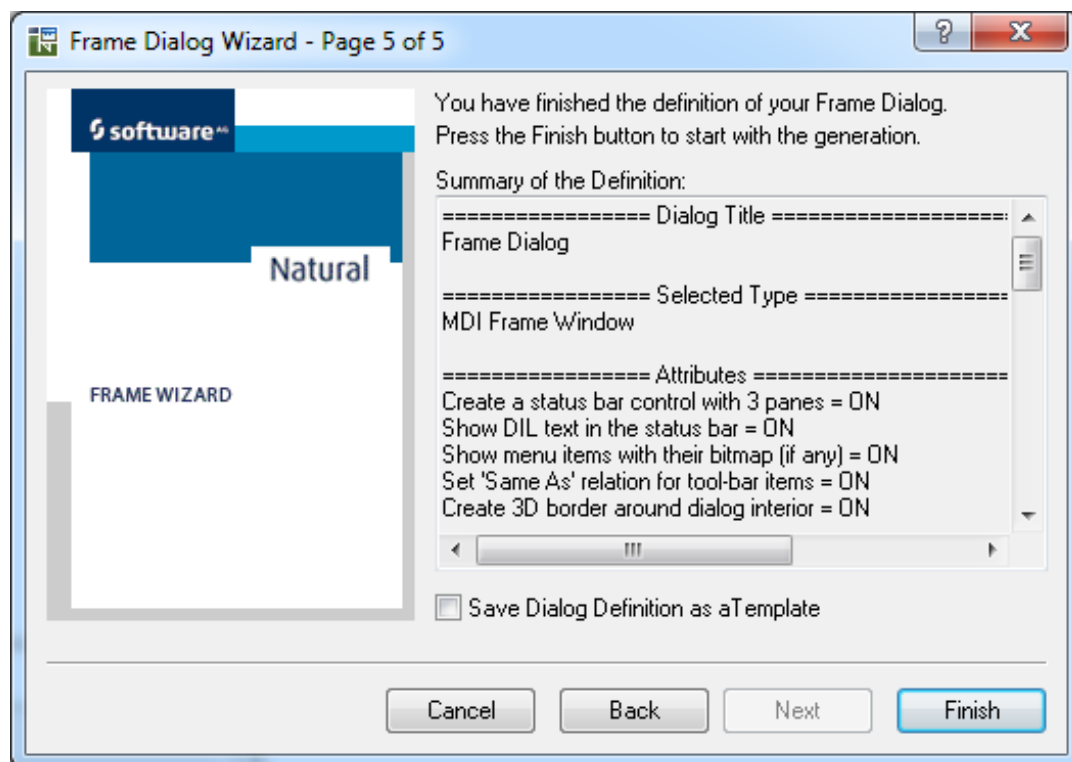 Frame Dialog Wizard - Page 5 of 5
software AG
Natural
FRAME WIZARD
You have finished the definition of your Frame Dialog.
Press the Finish button to start with the generation.
Summary of the Definition:
================= Dialog Title ===================
Frame Dialog
================= Selected Type =================
MDI Frame Window
================= Attributes =====================
Create a status bar control with 3 panes = ON
Show DIL text in the status bar = ON
Show menu items with their bitmap (if any) = ON
Set 'Same As' relation for tool-bar items = ON
Create 3D border around dialog interior = ON
Save Dialog Definition as aTemplate
Cancel
Back
Next
Finish